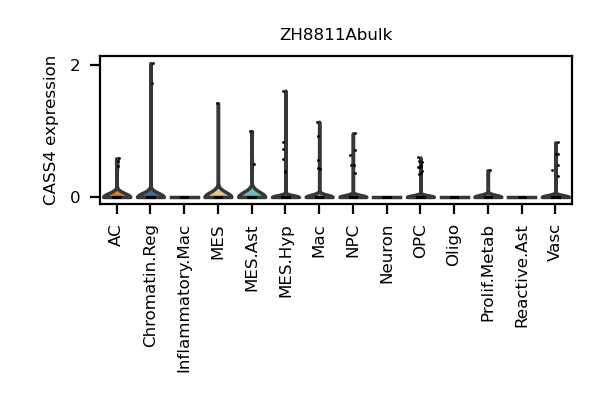 ZH8811Abulk
CASS4 expression
2
0
AC
Chromatin.Reg
Inflammatory.Mac
MES
MES.Ast
MES.Hyp
Mac
NPC
Neuron
OPC
Oligo
Prolif.Metab
Reactive.Ast
Vasc